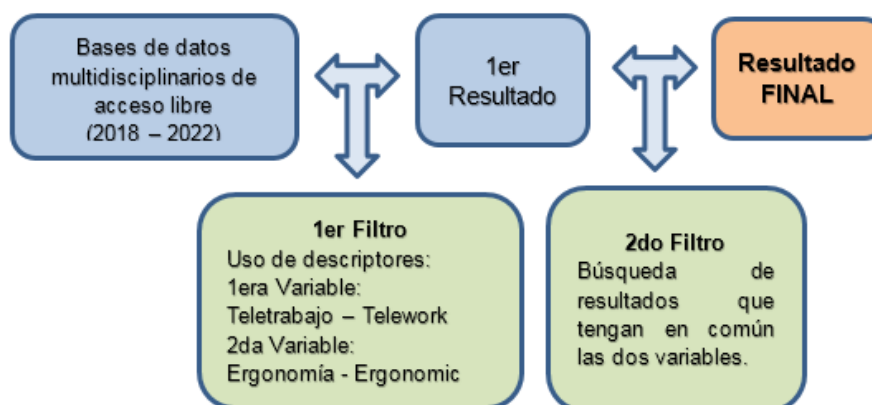 Bases de datos
multidisciplinarios de
acceso libre
(2018 – 2022)
1er
Resultado
Resultado
FINAL
1er Filtro
Uso de descriptores:
1era Variable:
Teletrabajo – Telework
2da Variable:
Ergonomía - Ergonomic
2do Filtro
Búsqueda de
resultados que
tengan en común
las dos variables.